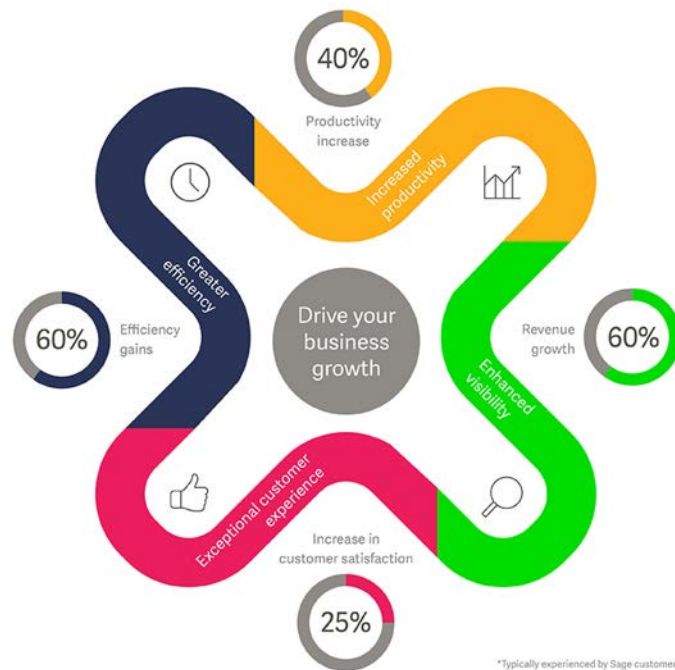 40%
Productivity
increase
Increased
productivity
Greater
efficiency
60%
Efficiency
gains
Drive your
business
growth
Revenue
growth
60%
Enhanced
visibility
Exceptional customer
experience
Increase in
customer satisfaction
25%
*Typically experienced by Sage customer